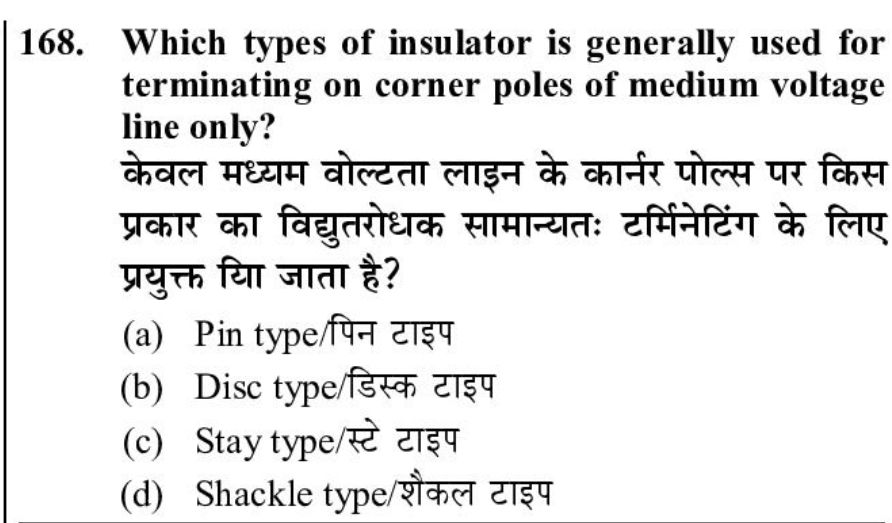 168. Which types of insulator is generally used for
terminating on corner poles of medium voltage
line only?
केवल मध्यम वोल्टता लाइन के कार्नर पोल्स पर किस
प्रकार का विद्युतरोधक सामान्यतः टर्मिनेटिंग के लिए
प्रयुक्त यिा जाता है?
(a) Pin type/पिन टाइप
(b) Disc type/डिस्क टाइप
(c) Stay type/स्टे टाइप
(d) Shackle type/शैकल टाइप